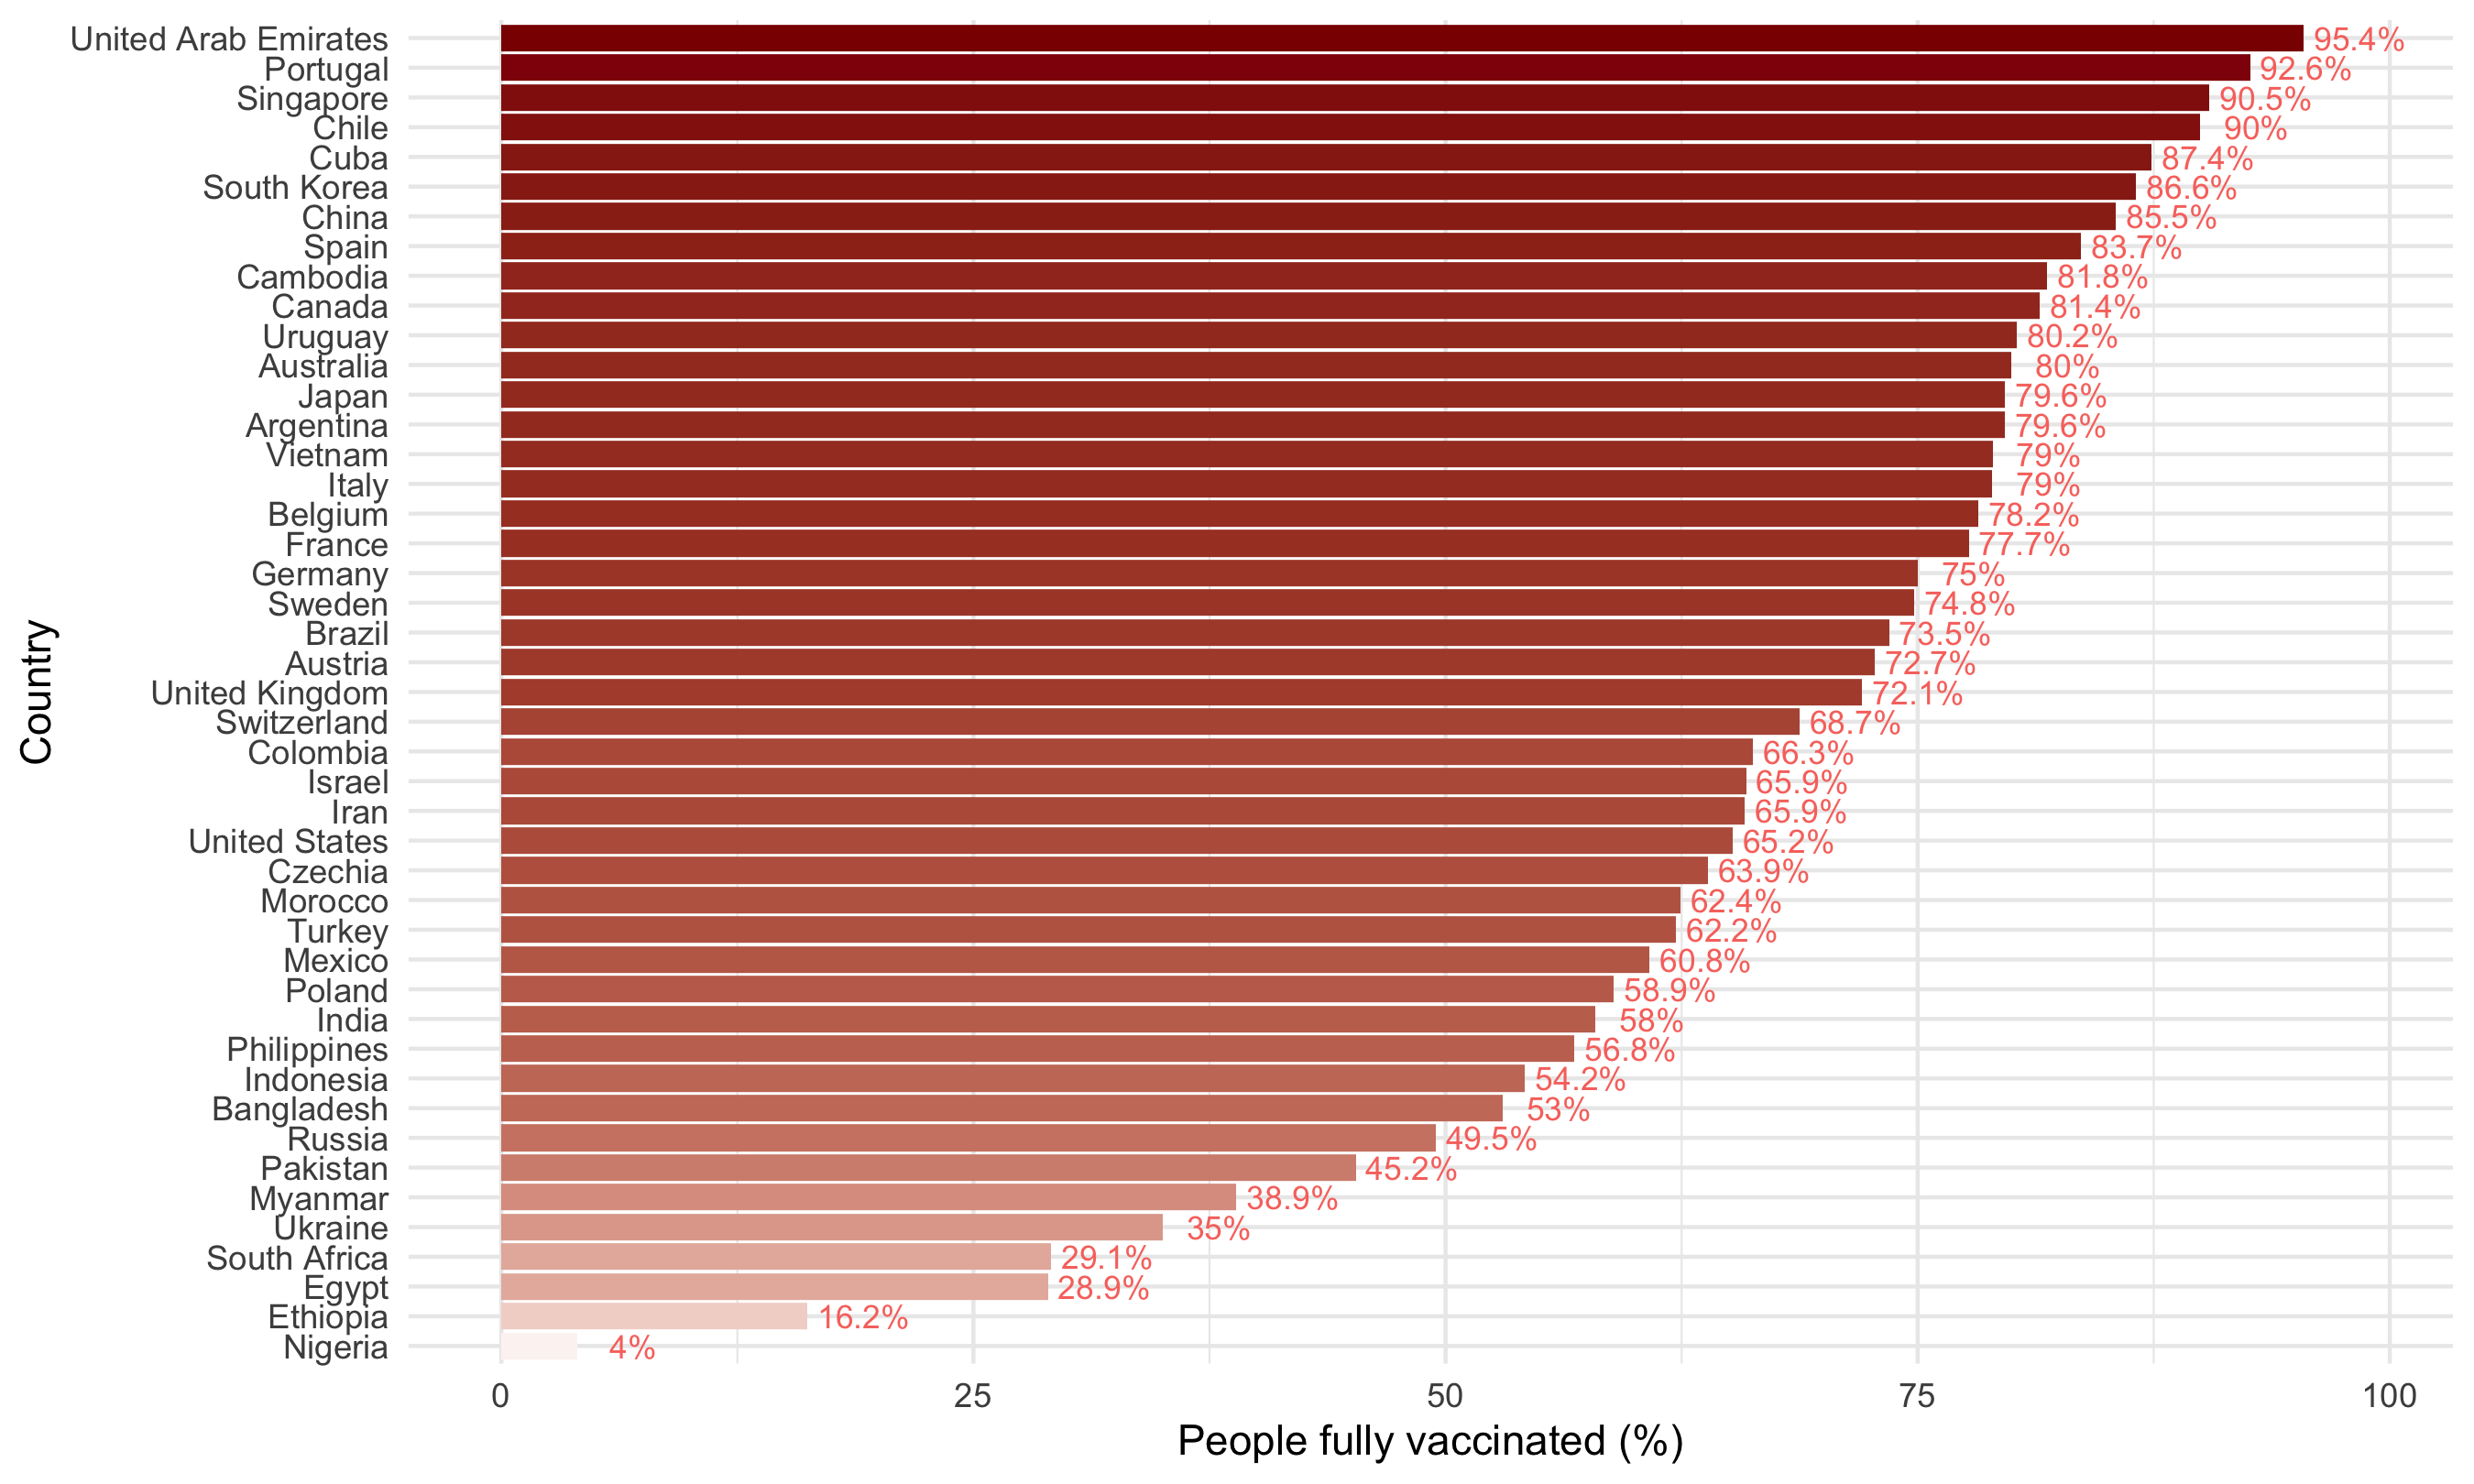 United Arab Emirates 95.4%
Portugal 92.6%
Singapore 90.5%
Chile 90%
Cuba 87.4%
South Korea 86.6%
China 85.5%
Spain 83.7%
Cambodia 81.8%
Canada 81.4%
Uruguay 80.2%
Australia 80%
Japan 79.6%
Argentina 79.6%
Vietnam 79%
Italy 79%
Belgium 78.2%
France 77.7%
Germany 75%
Sweden 74.8%
Brazil 73.5%
Austria 72.7%
United Kingdom 72.1%
Switzerland 68.7%
Colombia 66.3%
Israel 65.9%
Iran 65.9%
United States 65.2%
Czechia 63.9%
Morocco 62.4%
Turkey 62.2%
Mexico 60.8%
Poland 58.9%
India 58%
Philippines 56.8%
Indonesia 54.2%
Bangladesh 53%
Russia 49.5%
Pakistan 45.2%
Myanmar 38.9%
Ukraine 35%
South Africa 29.1%
Egypt 28.9%
Ethiopia 16.2%
Nigeria 4%
0 25 50 75 100
People fully vaccinated (%)
Country